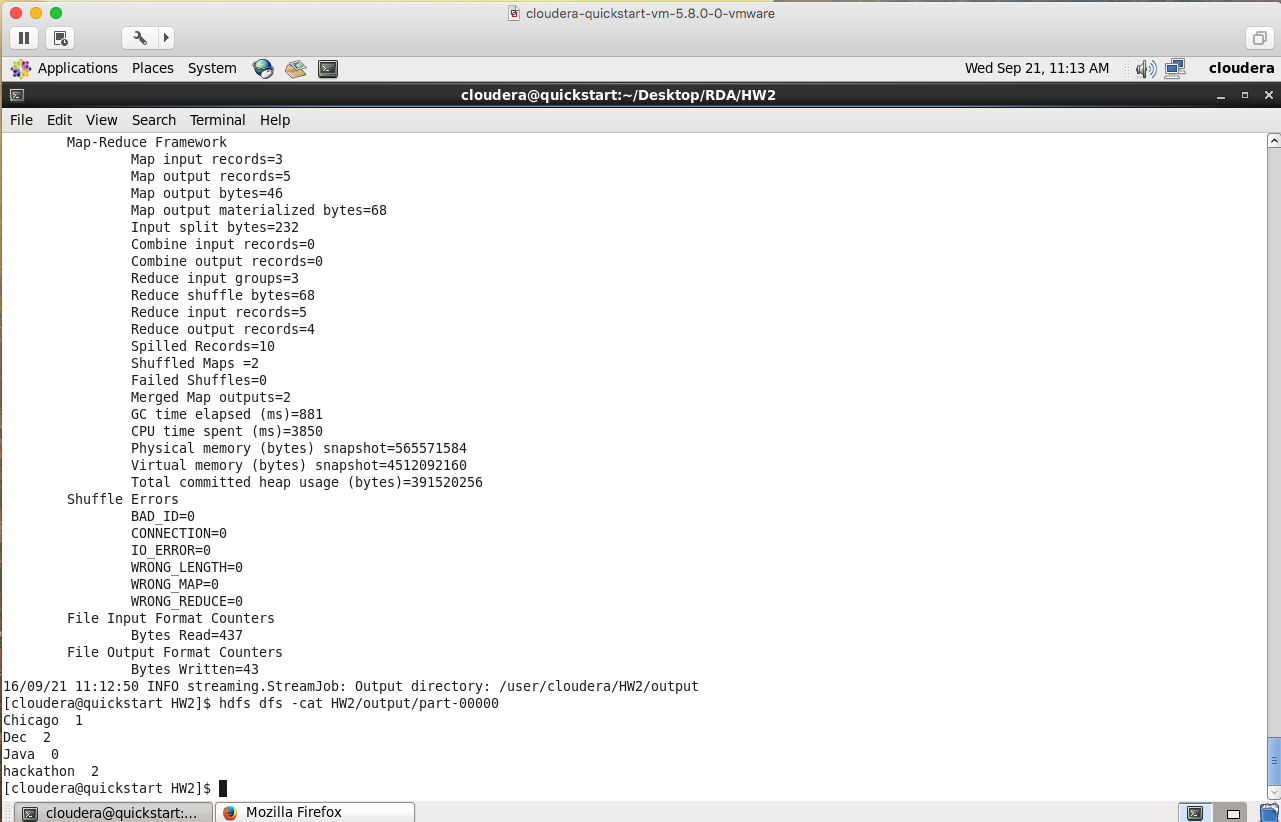 cloudera-quickstart-vm-5.8.0-0-vmware
Applications Places System Wed Sep 21, 11:13 AM cloudera
cloudera@quickstart:~/Desktop/RDA/HW2
File Edit View Search Terminal Help
Map-Reduce Framework
Map input records=3
Map output records=5
Map output bytes=46
Map output materialized bytes=68
Input split bytes=232
Combine input records=0
Combine output records=0
Reduce input groups=3
Reduce shuffle bytes=68
Reduce input records=5
Reduce output records=4
Spilled Records=10
Shuffled Maps =2
Failed Shuffles=0
Merged Map outputs=2
GC time elapsed (ms)=881
CPU time spent (ms)=3850
Physical memory (bytes) snapshot=565571584
Virtual memory (bytes) snapshot=4512092160
Total committed heap usage (bytes)=391520256
Shuffle Errors
BAD_ID=0
CONNECTION=0
IO_ERROR=0
WRONG_LENGTH=0
WRONG_MAP=0
WRONG_REDUCE=0
File Input Format Counters
Bytes Read=437
File Output Format Counters
Bytes Written=43
16/09/21 11:12:50 INFO streaming.StreamJob: Output directory: /user/cloudera/HW2/output
[cloudera@quickstart HW2]$ hdfs dfs -cat HW2/output/part-00000
Chicago  1
Dec  2
Java  0
hackathon  2
[cloudera@quickstart HW2]$
cloudera@quickstart:... Mozilla Firefox